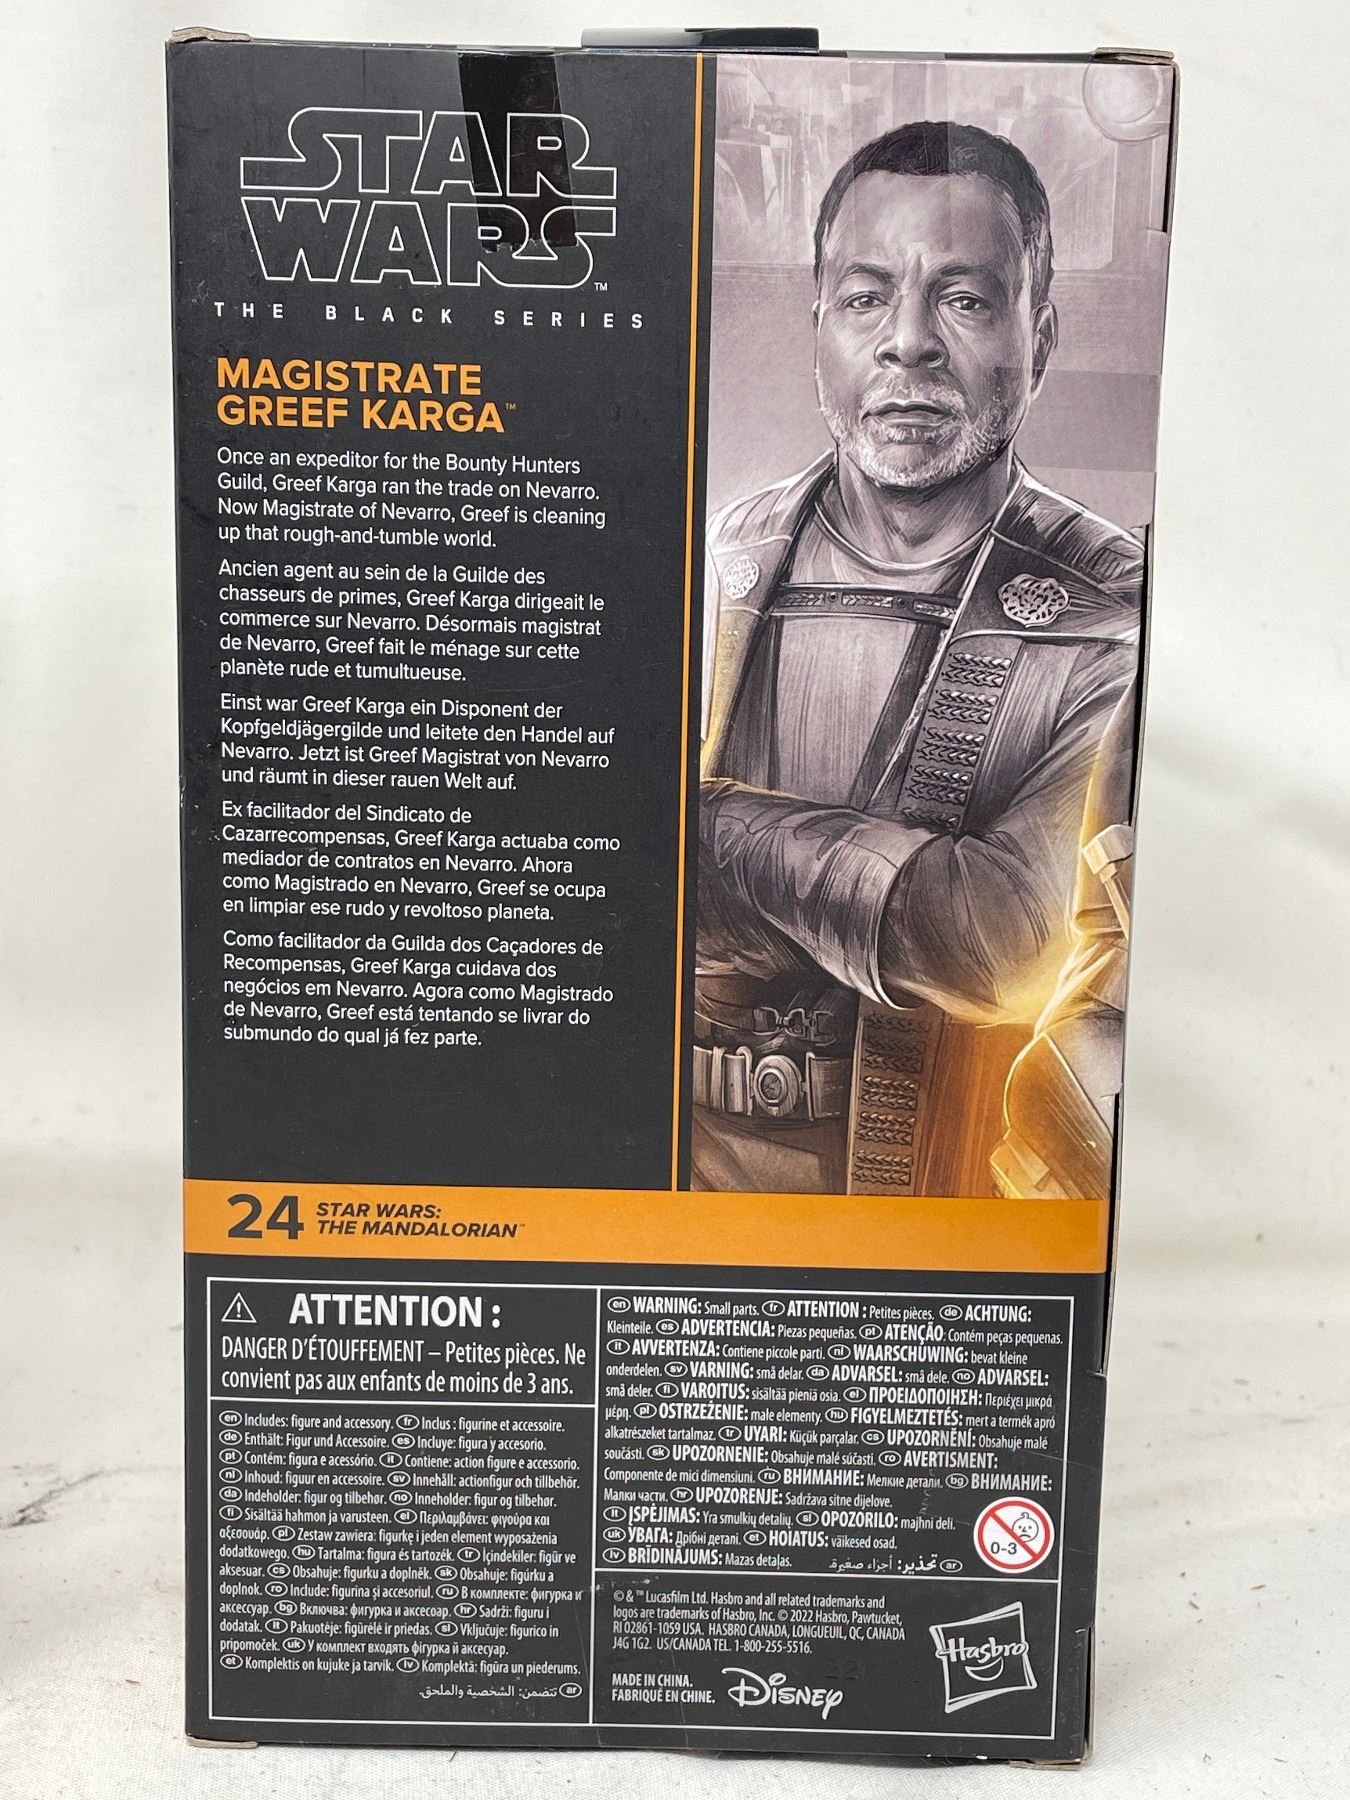 STAR
WARS™
THE BLACK SERIES
MAGISTRATE
GREEF KARGA™
Once an expeditor for the Bounty Hunters
Guild, Greef Karga ran the trade on Nevarro.
Now Magistrate of Nevarro, Greef is cleaning
up that rough-and-tumble world.
Ancien agent au sein de la Guilde des
chasseurs de primes, Greef Karga dirigeait le
commerce sur Nevarro. Désormais magistrat
de Nevarro, Greef fait le ménage sur cette
planète rude et tumultueuse.
Einst war Greef Karga ein Disponent der
Kopfgeldjägergilde und leitete den Handel auf
Nevarro. Jetzt ist Greef Magistrat von Nevarro
und räumt in dieser rauen Welt auf.
Ex facilitador del Sindicato de
Cazarrecompensas, Greef Karga actuaba como
mediador de contratos en Nevarro. Ahora
como Magistrado en Nevarro, Greef se ocupa
en limpiar ese rudo y revoltoso planeta.
Como facilitador da Guilda dos Caçadores de
Recompensas, Greef Karga cuidava dos
negócios em Nevarro. Agora como Magistrado
de Nevarro, Greef está tentando se livrar do
submundo do qual já fez parte.
24 STAR WARS:
THE MANDALORIAN™
ATTENTION :
DANGER D'ÉTOUFFEMENT – Petites pièces. Ne
convient pas aux enfants de moins de 3 ans.
en Includes: figure and accessory. fr Inclus : figurine et accessoire.
de Enthält: Figur und Accessoire. es Incluye: figura y accesorio.
pt Contém: figura e acessório. it Contiene: action figure e accessorio.
nl Inhoud: figuur en accessoire. sv Innehåll: actionfigur och tillbehör.
da Indeholder: figur og tilbehør. no Inneholder: figur og tilbehør.
fi Sisältää hahmon ja varusteen. el Περιλαμβάνει: φιγούρα και
αξεσουάρ. pl Zestaw zawiera: figurkę i jeden element wyposażenia
dodatkowego. hu Tartalma: figura és tartozék. tr İçindekiler: figür ve
aksesuar. cs Obsahuje: figurku a doplněk. sk Obsahuje: figúrku a
doplnok. ro Include: figurina și accesoriul. ru В комплекте: фигурка и
аксессуар. bg Включва: фигурка и аксесоар. hr Sadrži: figuru i
dodatak. lt Pakuotėje: figūrėlė ir priedas. sl Vključuje: figurico in
pripomoček. uk У комплект входять фігурка й аксесуар.
et Komplektis on kujuke ja tarvik. lv Komplektā: figūra un piederums.
ar تتضمن: الشخصية والملحق.
en WARNING: Small parts. fr ATTENTION : Petites pièces. de ACHTUNG:
Kleinteile. es ADVERTENCIA: Piezas pequeñas. pt ATENÇÃO: Contém peças pequenas.
it AVVERTENZA: Contiene piccole parti. nl WAARSCHUWING: bevat kleine
onderdelen. sv VARNING: små delar. da ADVARSEL: små dele. no ADVARSEL:
små deler. fi VAROITUS: sisältää pieniä osia. el ΠΡΟΕΙΔΟΠΟΙΗΣΗ: Περιέχει μικρά
μέρη. pl OSTRZEŻENIE: małe elementy. hu FIGYELMEZTETÉS: mert a termék apró
alkatrészeket tartalmaz. tr UYARI: Küçük parçalar. cs UPOZORNĚNÍ: Obsahuje malé
součásti. sk UPOZORNENIE: Obsahuje malé súčasti. ro AVERTISMENT:
Componente de mici dimensiuni. ru ВНИМАНИЕ: Мелкие детали. bg ВНИМАНИЕ:
Малки части. hr UPOZORENJE: Sadržava sitne dijelove.
lt ĮSPĖJIMAS: Yra smulkių detalių. sl OPOZORILO: majhni deli.
uk УВАГА: Дрібні деталі. et HOIATUS: väikesed osad.
lv BRĪDINĀJUMS: Mazas detaļas. ar تحذير: أجزاء صغيرة.
0-3
© & ™ Lucasfilm Ltd. Hasbro and all related trademarks and
logos are trademarks of Hasbro, Inc. © 2022 Hasbro, Pawtucket,
RI 02861-1059 USA. HASBRO CANADA, LONGUEUIL, QC, CANADA
J4G 1G2. US/CANADA TEL. 1-800-255-5516.
MADE IN CHINA.
FABRIQUÉ EN CHINE.
DISNEY
Hasbro